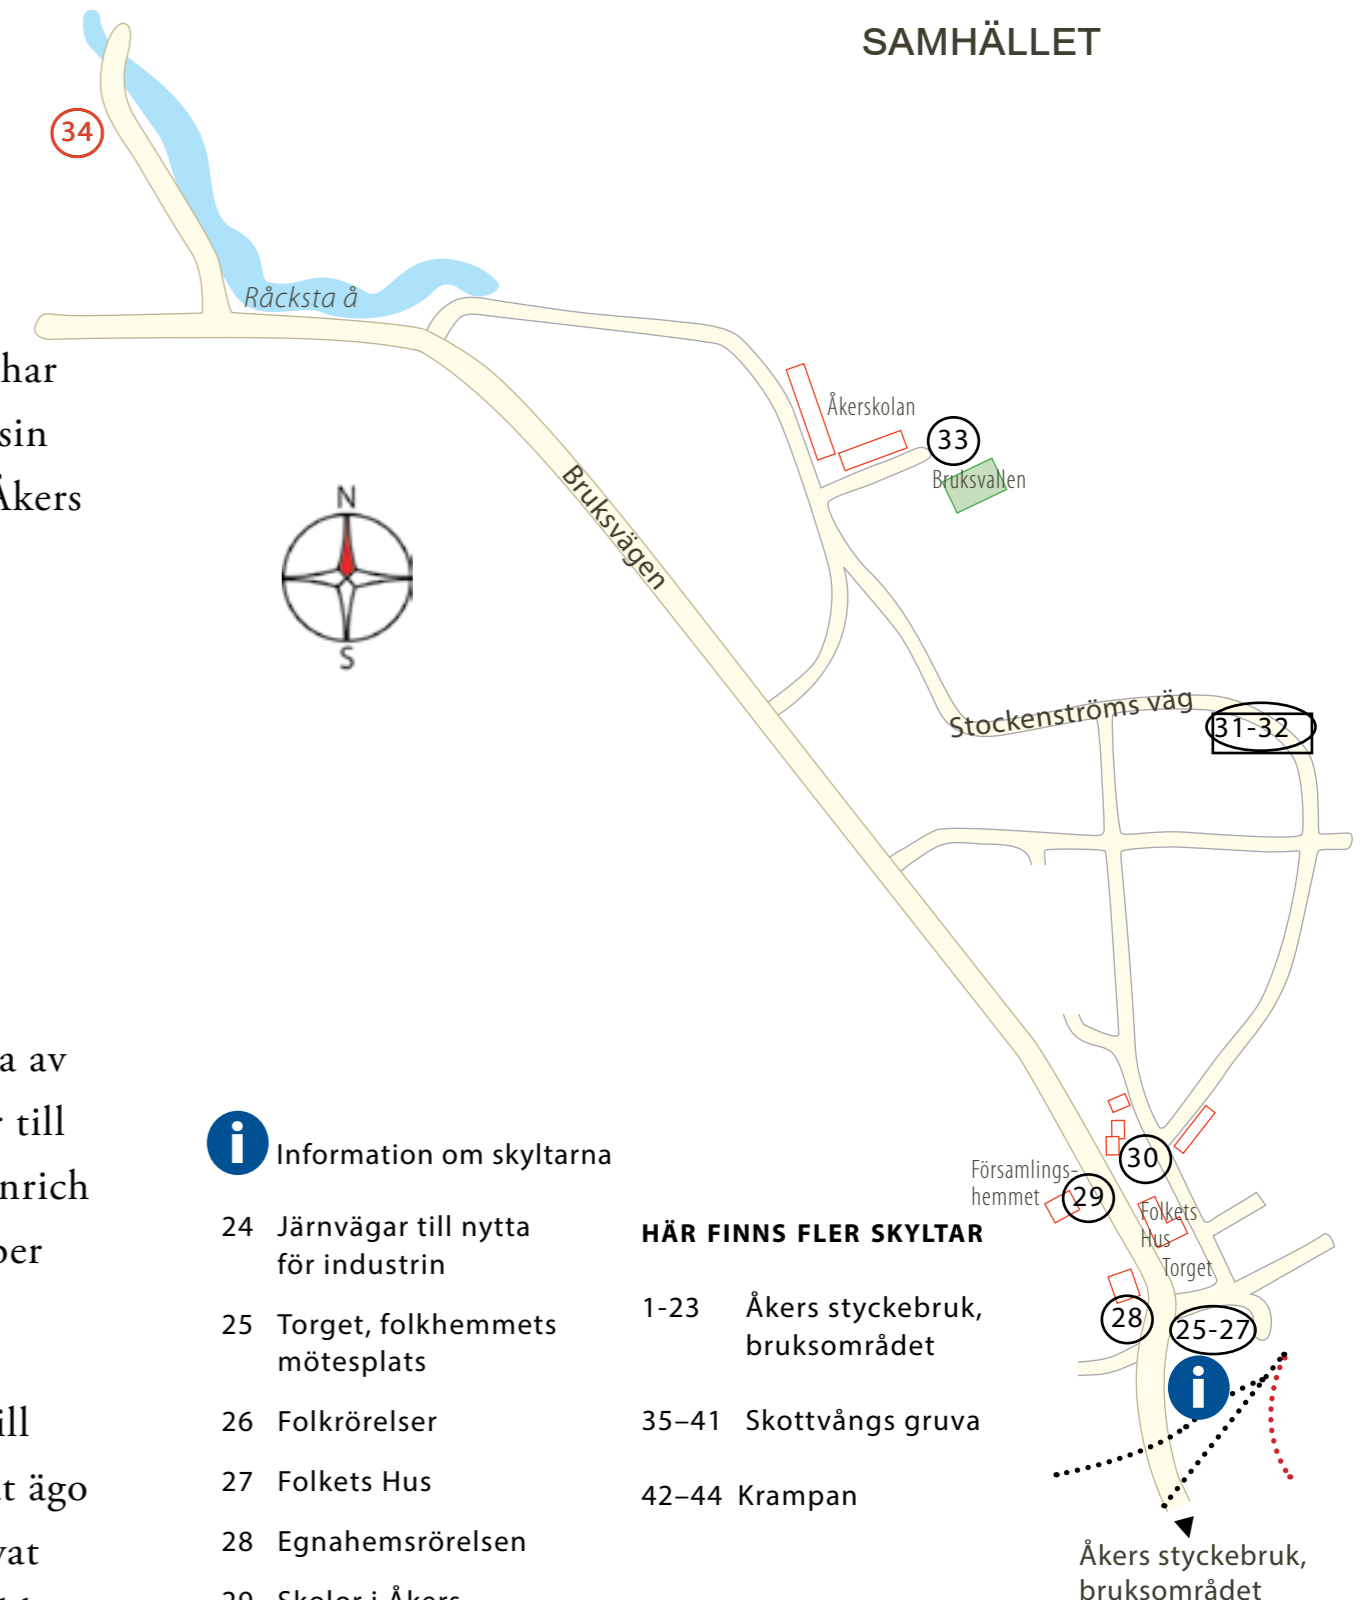 SAMHÄLLET
34
Råcksta å
har
sin
Åkers
N
S
Bruksvägen
Åkerskolan
33
Bruksvallen
Stockenströms väg
31-32
a av
till
nrich
30
Församlings-
hemmet
29
Folkets
Hus
Torget
28
25-27
i
i Information om skyltarna
24 Järnvägar till nytta
för industrin
25 Torget, folkhemmets
mötesplats
26 Folkrörelser
27 Folkets Hus
28 Egnahemsrörelsen
29 Skolor i Åkers
HÄR FINNS FLER SKYLTAR
1-23 Åkers styckebruk,
bruksområdet
35–41 Skottvångs gruva
42–44 Krampan
ägo
Åkers styckebruk,
bruksområdet